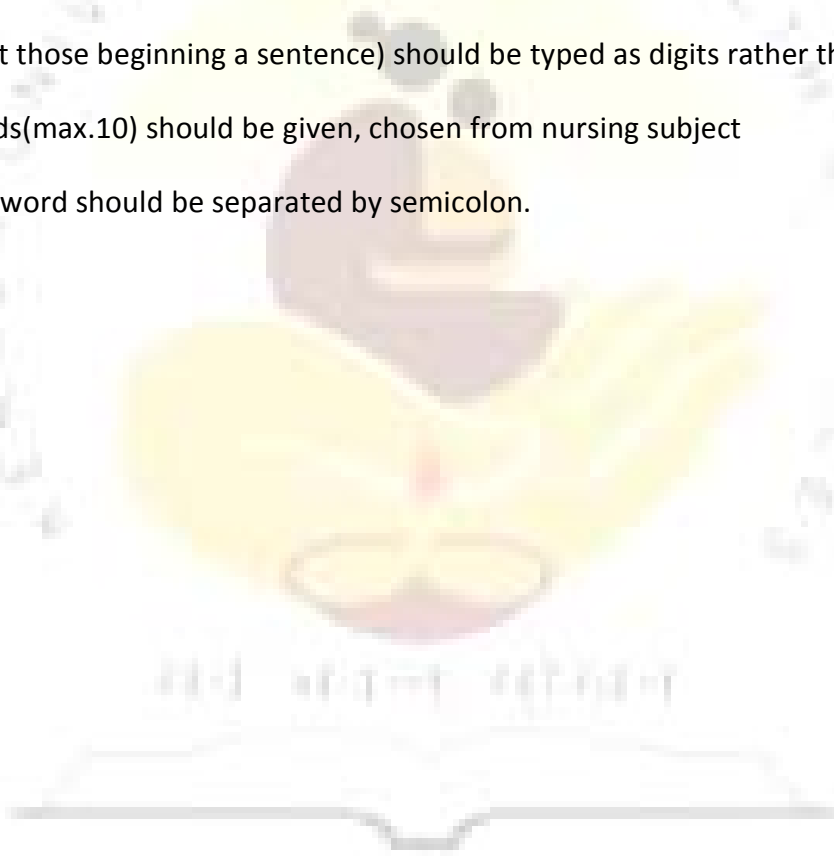 t those beginning a sentence) should be typed as digits rather th
ds(max.10) should be given, chosen from nursing subject
word should be separated by semicolon.